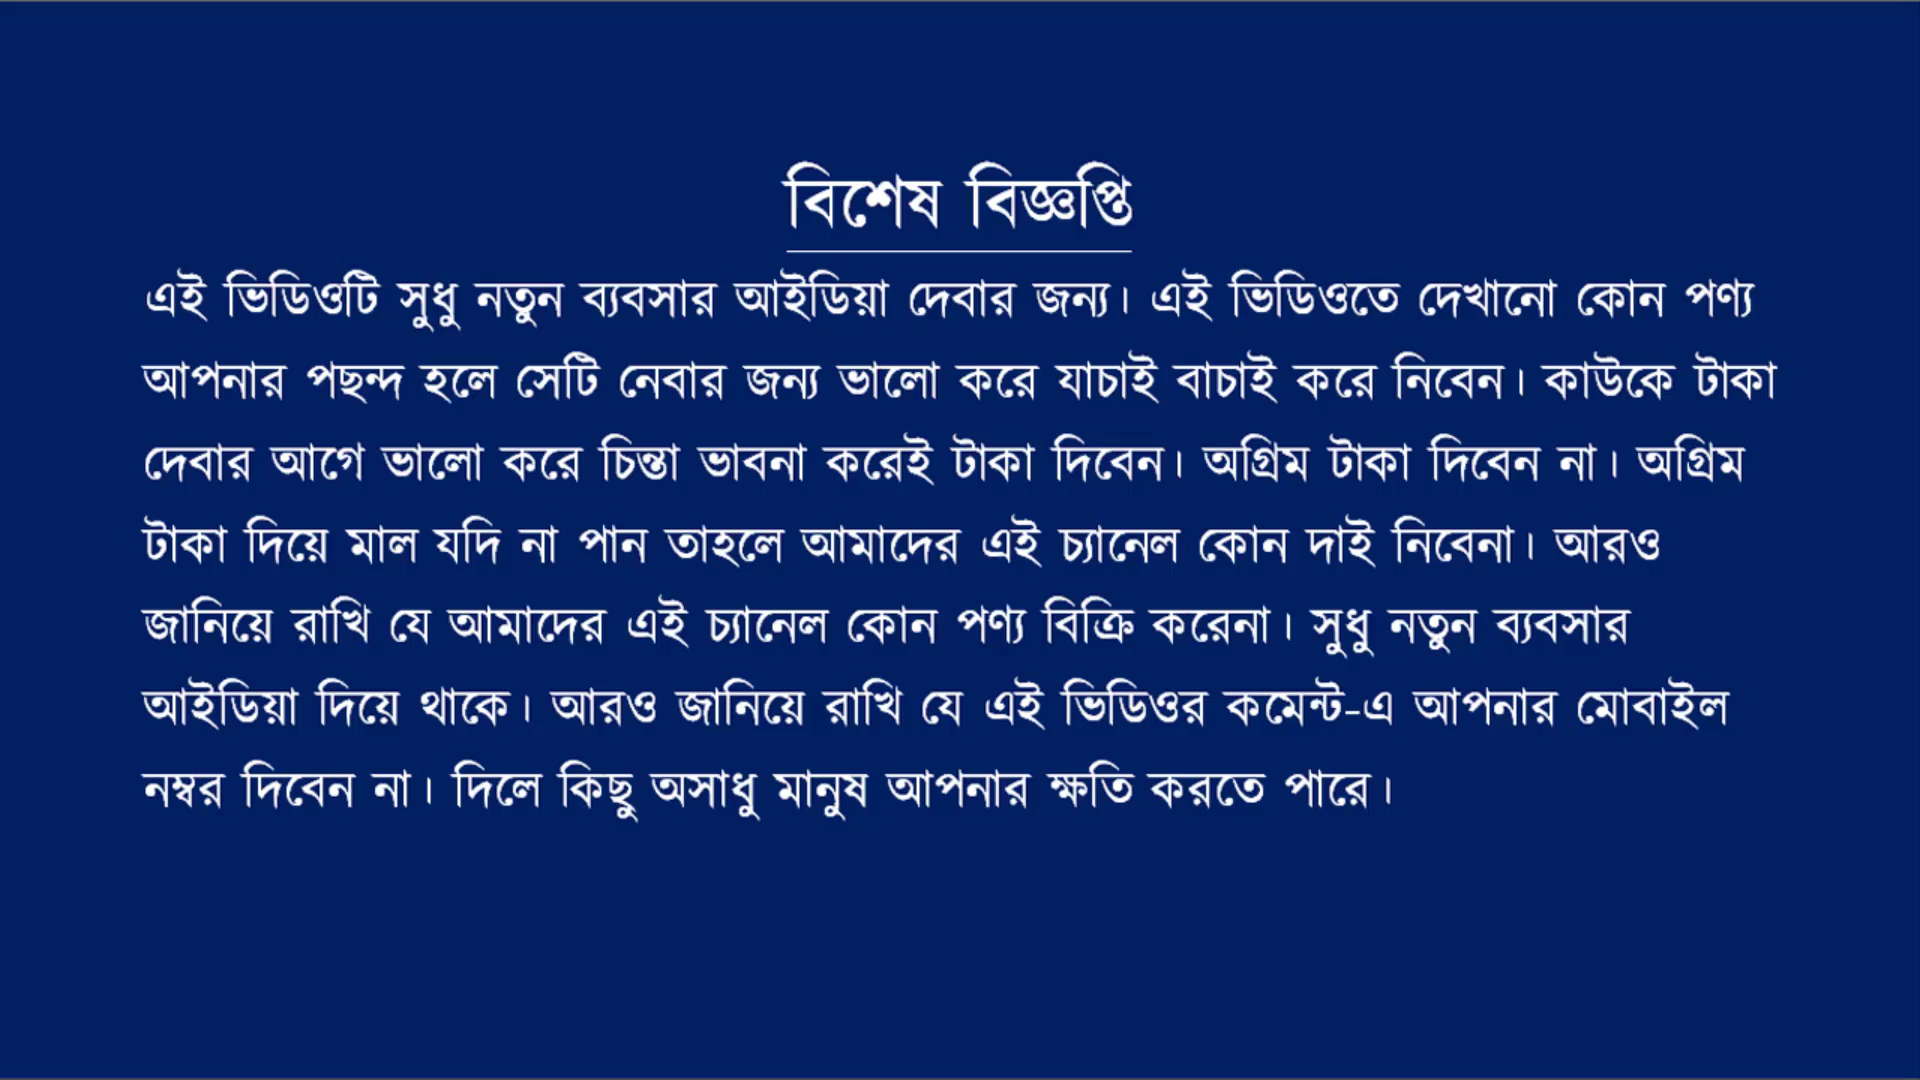 বিশেষ বিজ্ঞপ্তি
এই ভিডিওটি সুধু নতুন ব্যবসার আইডিয়া দেবার জন্য। এই ভিডিওতে দেখানো কোন পণ্য
আপনার পছন্দ হলে সেটি নেবার জন্য ভালো করে যাচাই বাচাই করে নিবেন। কাউকে টাকা
দেবার আগে ভালো করে চিন্তা ভাবনা করেই টাকা দিবেন। অগ্রিম টাকা দিবেন না। অগ্রিম
টাকা দিয়ে মাল যদি না পান তাহলে আমাদের এই চ্যানেল কোন দাই নিবেনা। আরও
জানিয়ে রাখি যে আমাদের এই চ্যানেল কোন পণ্য বিক্রি করেনা। সুধু নতুন ব্যবসার
আইডিয়া দিয়ে থাকে। আরও জানিয়ে রাখি যে এই ভিডিওর কমেন্ট-এ আপনার মোবাইল
নম্বর দিবেন না। দিলে কিছু অসাধু মানুষ আপনার ক্ষতি করতে পারে।